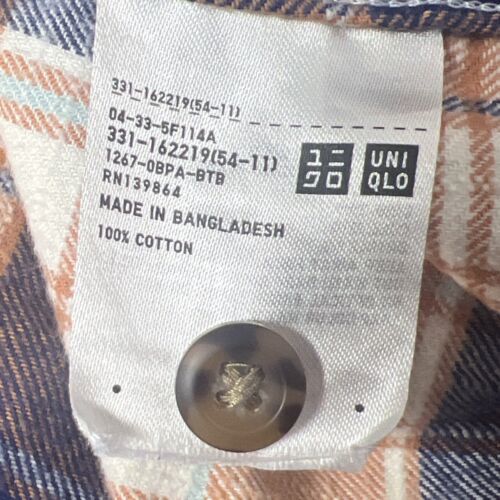 331-162219(54-11)
04-33-5F114A
331-162219(54-11)
1267-0BPA-BTB
RN139864
MADE IN BANGLADESH
100% COTTON
ユニ
クロ
UNI
QLO